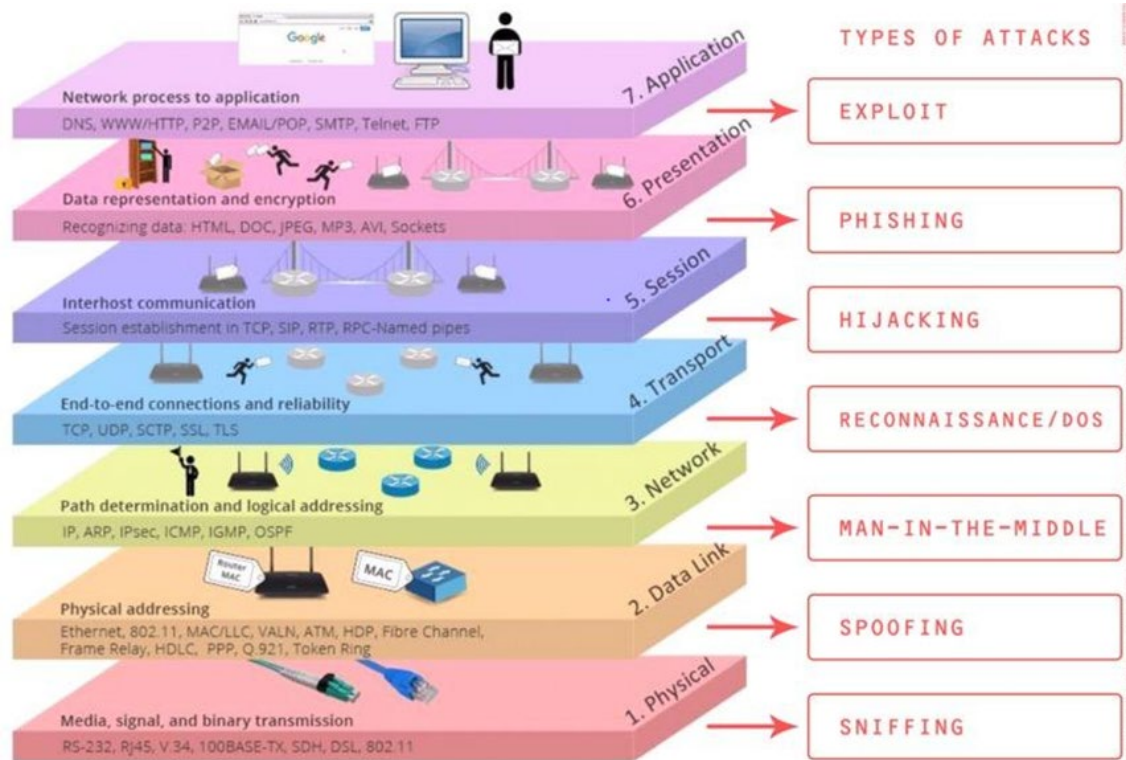 TYPES OF ATTACKS
Google
7. Application
Network process to application
DNS, WWW/HTTP, P2P, EMAIL/POP, SMTP, Telnet, FTP
EXPLOIT
6. Presentation
Data representation and encryption
Recognizing data: HTML, DOC, JPEG, MP3, AVI, Sockets
PHISHING
5. Session
Interhost communication
Session establishment in TCP, SIP, RTP, RPC-Named pipes
HIJACKING
4. Transport
End-to-end connections and reliability
TCP, UDP, SCTP, SSL, TLS
RECONNAISSANCE/DOS
3. Network
Path determination and logical addressing
IP, ARP, IPsec, ICMP, IGMP, OSPF
MAN-IN-THE-MIDDLE
Router
MAC
MAC
2. Data Link
Physical addressing
Ethernet, 802.11, MAC/LLC, VALN, ATM, HDP, Fibre Channel,
Frame Relay, HDLC, PPP, Q.921, Token Ring
SPOOFING
1. Physical
Media, signal, and binary transmission
RS-232, RJ45, V.34, 100BASE-TX, SDH, DSL, 802.11
SNIFFING